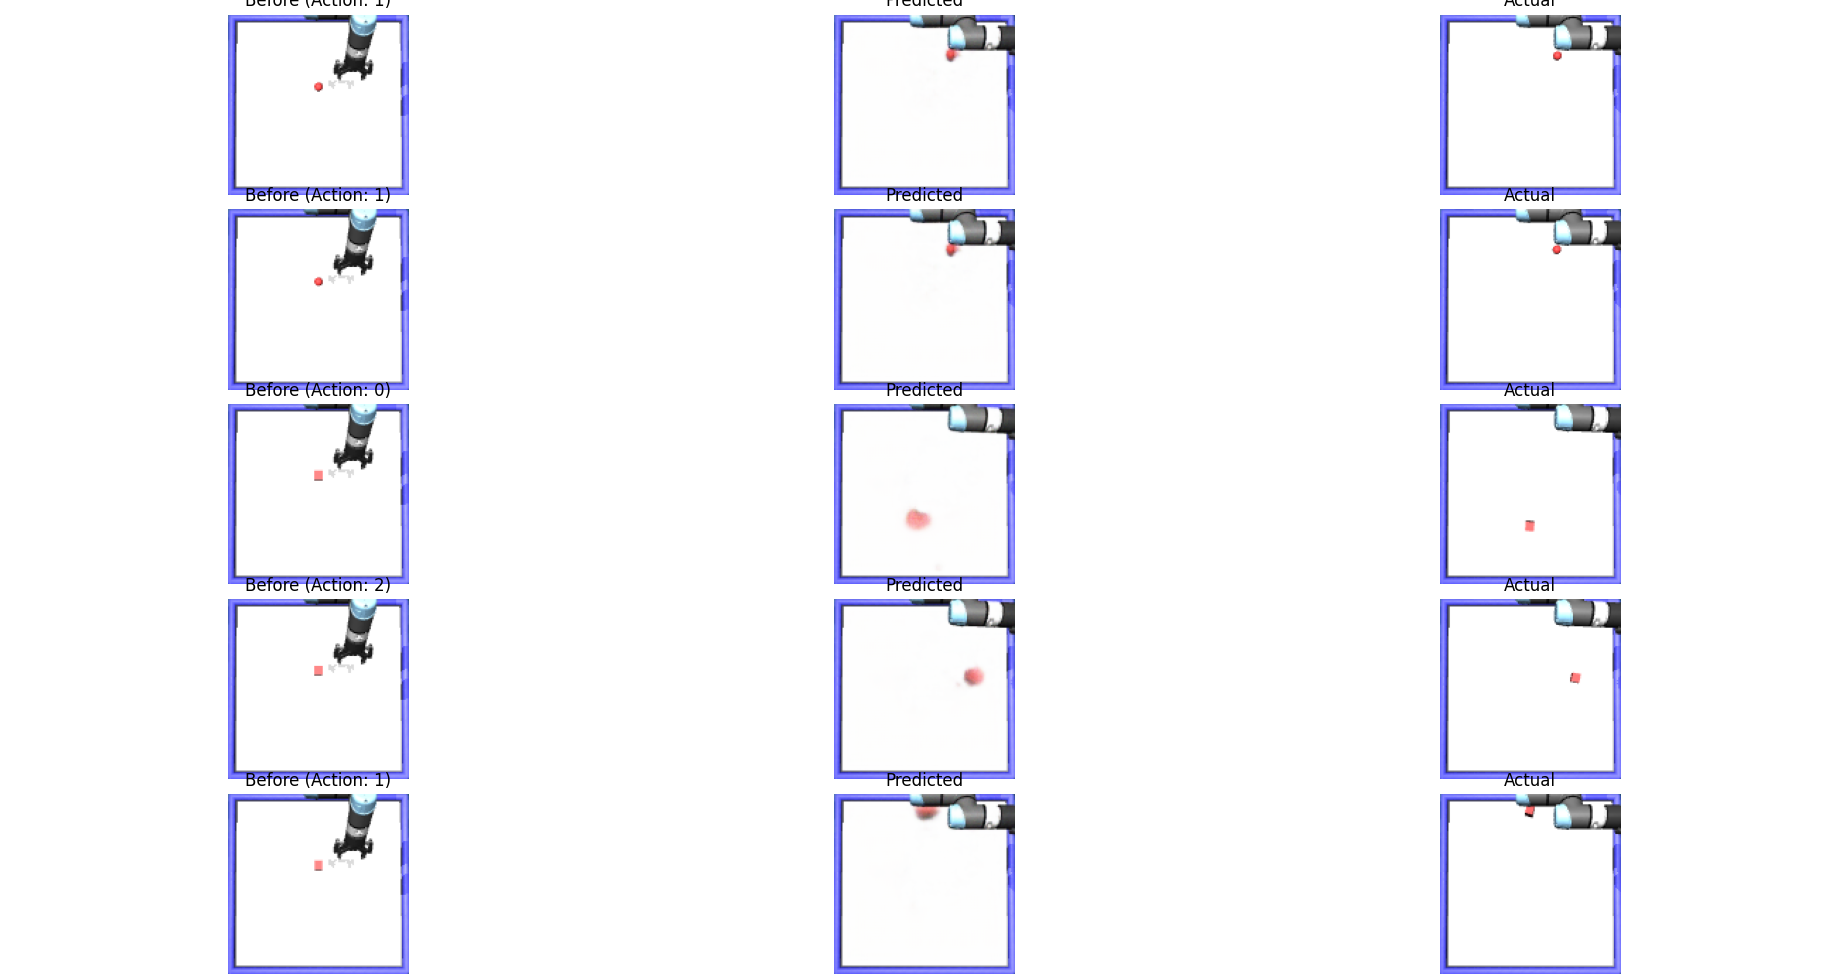 Before (Action: 1)
Predicted
Actual
Before (Action: 1)
Predicted
Actual
Before (Action: 0)
Predicted
Actual
Before (Action: 2)
Predicted
Actual
Before (Action: 1)
Predicted
Actual